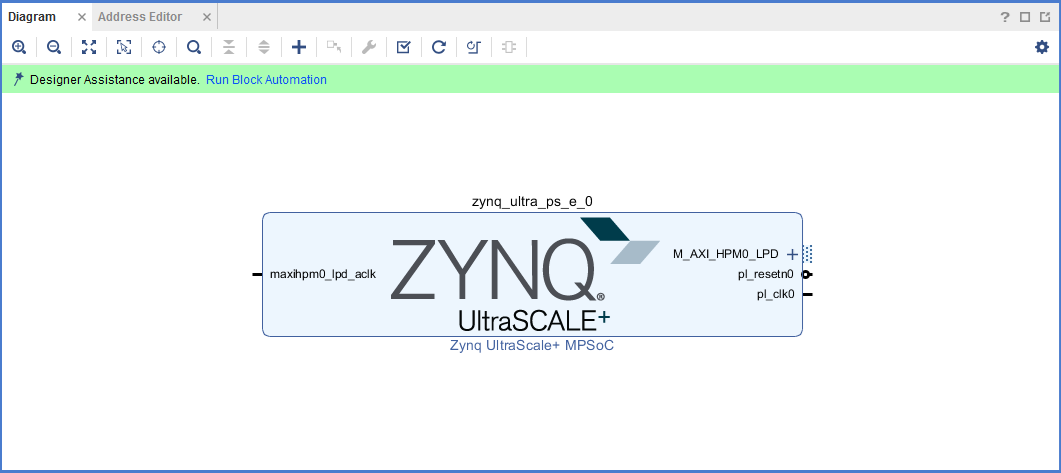 Diagram × Address Editor × ?
Designer Assistance available. Run Block Automation
zynq_ultra_ps_e_0
maxihpm0_lpd_aclk
ZYNQ®
UltraSCALE+
M_AXI_HPM0_LPD
pl_resetn0
pl_clk0
Zynq UltraScale+ MPSoC